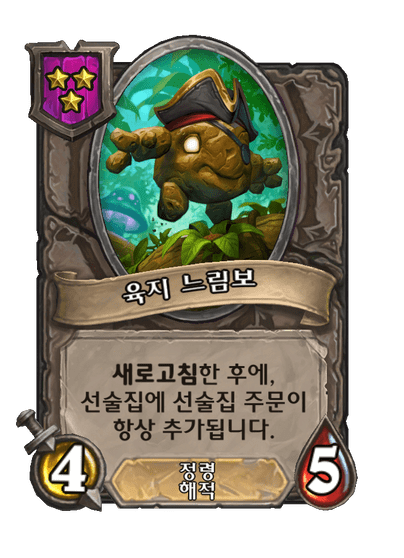 육지 느림보
새로고침한 후에,
선술집에 선술집 주문이
항상 추가됩니다.
4
정령
해적
5